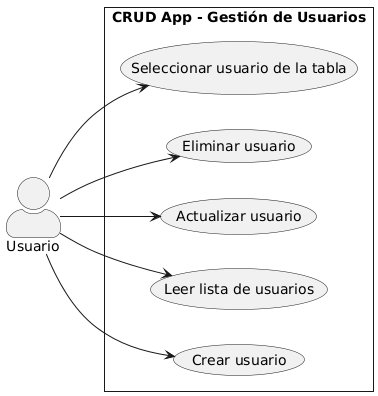 CRUD App - Gestión de Usuarios
Seleccionar usuario de la tabla
Eliminar usuario
Actualizar usuario
Usuario
Leer lista de usuarios
Crear usuario